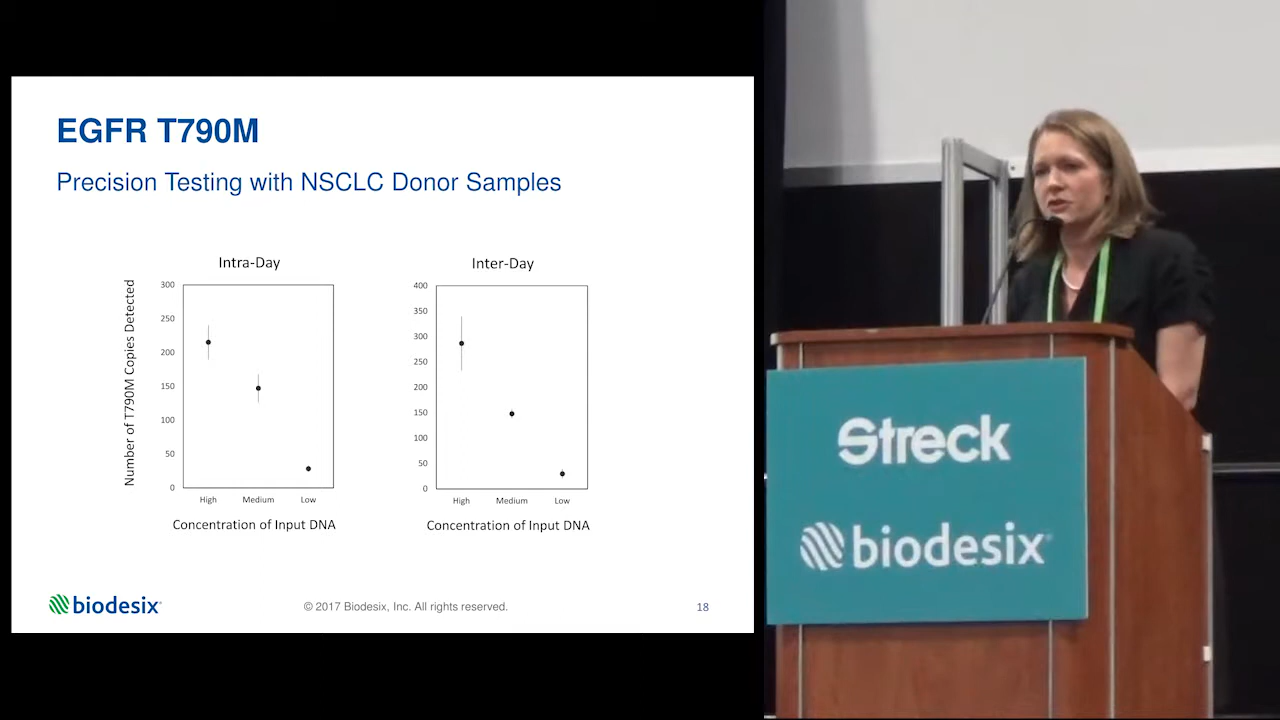 EGFR T790M
Precision Testing with NSCLC Donor Samples
Intra-Day
Number of T790M Copies Detected
300
250
200
150
100
50
0
High Medium Low
Concentration of Input DNA
Inter-Day
400
350
300
250
200
150
100
50
0
High Medium Low
Concentration of Input DNA
biodesix
© 2017 Biodesix, Inc. All rights reserved.
18
Streck
biodesix